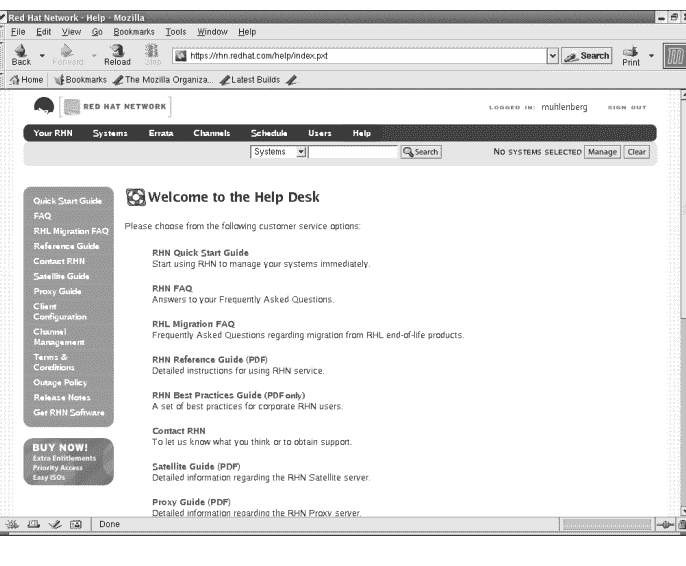 Red Hat Network - Help - Mozilla
File Edit View Go Bookmarks Tools Window Help
Back Forward Reload Stop https://rhn.redhat.com/help/index.pxt Search Print
Home Bookmarks The Mozilla Organiza... Latest Builds
RED HAT NETWORK LOGGED IN: muhlenberg SIGN OUT
Your RHN Systems Errata Channels Schedule Users Help
Systems Search NO SYSTEMS SELECTED Manage Clear
Quick Start Guide
FAQ
RHL Migration FAQ
Reference Guide
Contact RHN
Satellite Guide
Proxy Guide
Client
Configuration
Channel
Management
Terms &
Conditions
Outage Policy
Release Notes
Get RHN Software
BUY NOW!
Extra Entitlements
Priority Access
Easy ISOs
Welcome to the Help Desk
Please choose from the following customer service options:
RHN Quick Start Guide
Start using RHN to manage your systems immediately.
RHN FAQ
Answers to your Frequently Asked Questions.
RHL Migration FAQ
Frequently Asked Questions regarding migration from RHL end-of-life products.
RHN Reference Guide (PDF)
Detailed instructions for using RHN service.
RHN Best Practices Guide (PDF only)
A set of best practices for corporate RHN users.
Contact RHN
To let us know what you think or to obtain support.
Satellite Guide (PDF)
Detailed information regarding the RHN Satellite server.
Proxy Guide (PDF)
Detailed information regarding the RHN Proxy server.
Done